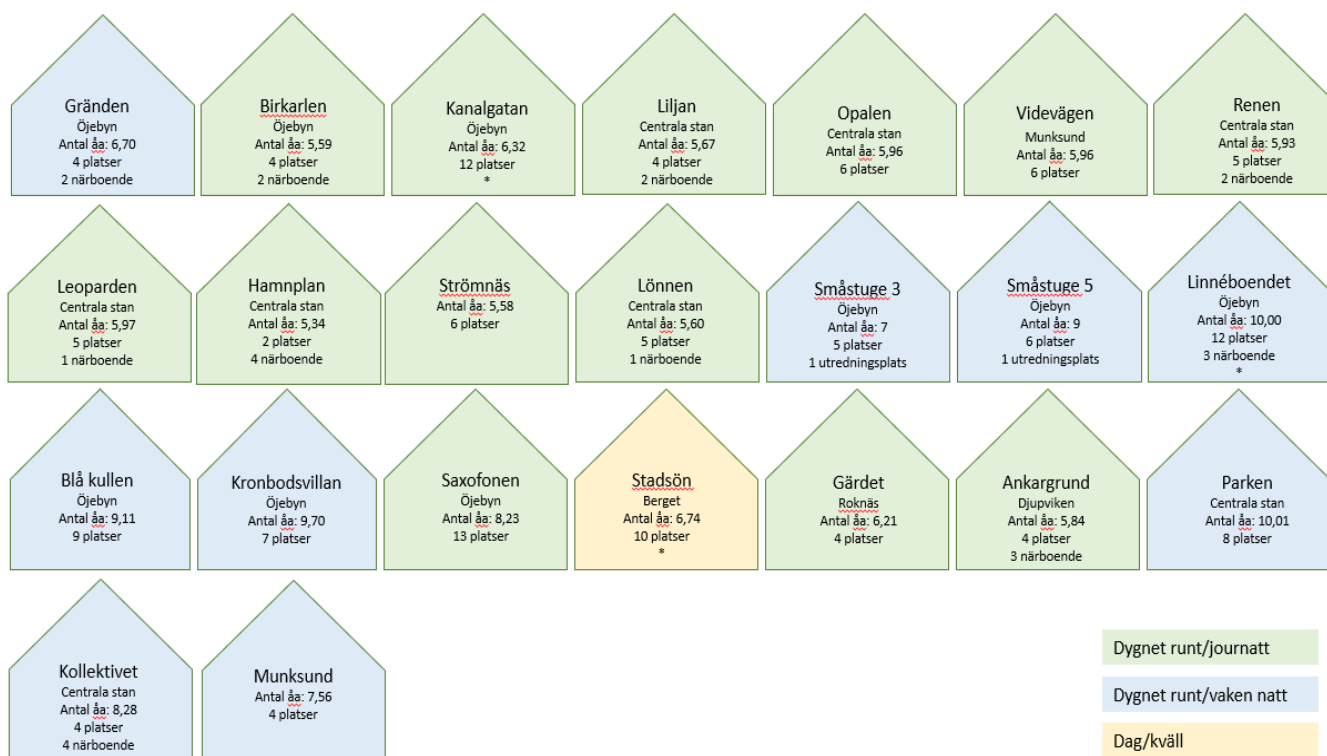 Gränden
Öjebyn
Antal åa: 6,70
4 platser
2 närboende
Birkarlen
Öjebyn
Antal åa: 5,59
4 platser
2 närboende
Kanalgatan
Öjebyn
Antal åa: 6,32
12 platser
*
Liljan
Centrala stan
Antal åa: 5,67
4 platser
2 närboende
Opalen
Centrala stan
Antal åa: 5,96
6 platser
Videvägen
Munksund
Antal åa: 5,96
6 platser
Renen
Centrala stan
Antal åa: 5,93
5 platser
2 närboende
Leoparden
Centrala stan
Antal åa: 5,97
5 platser
1 närboende
Hamnplan
Centrala stan
Antal åa: 5,34
2 platser
4 närboende
Strömnäs
Antal åa: 5,58
6 platser
Lönnen
Centrala stan
Antal åa: 5,60
5 platser
1 närboende
Småstuge 3
Öjebyn
Antal åa: 7
5 platser
1 utredningsplats
Småstuge 5
Öjebyn
Antal åa: 9
6 platser
1 utredningsplats
Linnéboendet
Öjebyn
Antal åa: 10,00
12 platser
3 närboende
*
Blå kullen
Öjebyn
Antal åa: 9,11
9 platser
Kronbodsvillan
Öjebyn
Antal åa: 9,70
7 platser
Saxofonen
Öjebyn
Antal åa: 8,23
13 platser
Stadsön
Berget
Antal åa: 6,74
10 platser
*
Gärdet
Roknäs
Antal åa: 6,21
4 platser
Ankargrund
Djupviken
Antal åa: 5,84
4 platser
3 närboende
Parken
Centrala stan
Antal åa: 10,01
8 platser
Kollektivet
Centrala stan
Antal åa: 8,28
4 platser
4 närboende
Munksund
Antal åa: 7,56
4 platser
Dygnet runt/journatt
Dygnet runt/vaken natt
Dag/kväll